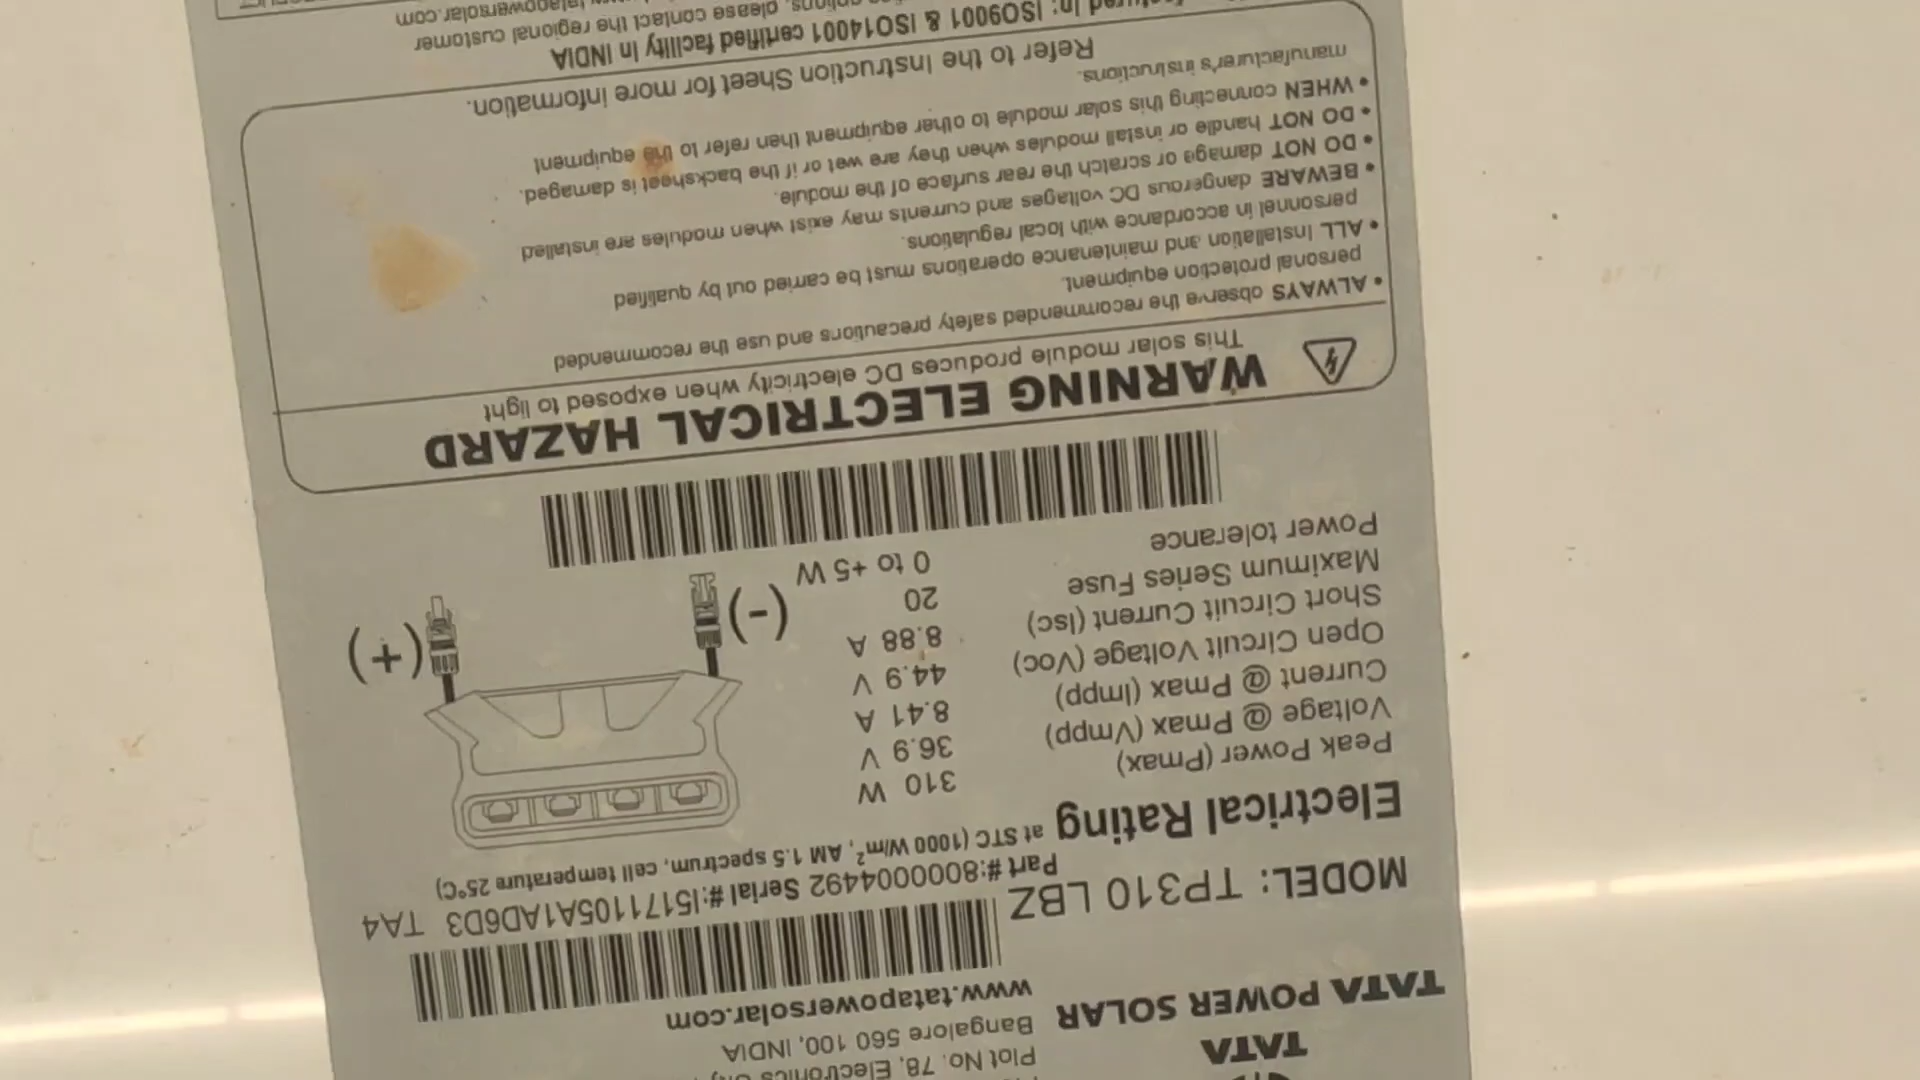 TATA
TATA POWER SOLAR
Plot No. 78, Electronics
Bangalore 560 100, INDIA
www.tatapowersolar.com
MODEL: TP310 LBZ
Part #:8000004492 Serial #:I5171105A1AD6D3 TA4
Electrical Rating at STC (1000 W/m², AM 1.5 spectrum, cell temperature 25°C)
Peak Power (Pmax) 310 W
Voltage @ Pmax (Vmpp) 36.9 V
Current @ Pmax (Impp) 8.41 A
Open Circuit Voltage (Voc) 44.9 V
Short Circuit Current (Isc) 8.88 A
Maximum Series Fuse 20
Power tolerance 0 to +5 W
(-)
(+)
WARNING ELECTRICAL HAZARD
This solar module produces DC electricity when exposed to light
• ALWAYS observe the recommended safety precautions and use the recommended
personal protection equipment.
• ALL Installation and maintenance operations must be carried out by qualified
personnel in accordance with local regulations.
• BEWARE dangerous DC voltages and currents may exist when modules are installed
• DO NOT damage or scratch the rear surface of the module.
• DO NOT handle or install modules when they are wet or if the backsheet is damaged.
• WHEN connecting this solar module to other equipment then refer to the equipment
manufacturer's instructions.
Refer to the Instruction Sheet for more information.
In: ISO9001 & ISO14001 certified facility in INDIA
options, please contact the regional customer